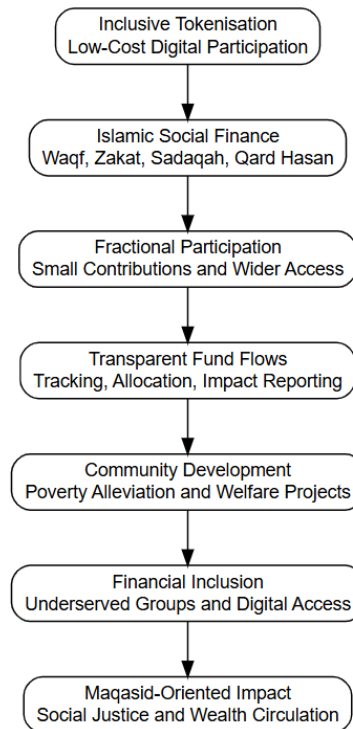 Inclusive Tokenisation
Low-Cost Digital Participation
Islamic Social Finance
Waqf, Zakat, Sadaqah, Qard Hasan
Fractional Participation
Small Contributions and Wider Access
Transparent Fund Flows
Tracking, Allocation, Impact Reporting
Community Development
Poverty Alleviation and Welfare Projects
Financial Inclusion
Underserved Groups and Digital Access
Maqasid-Oriented Impact
Social Justice and Wealth Circulation